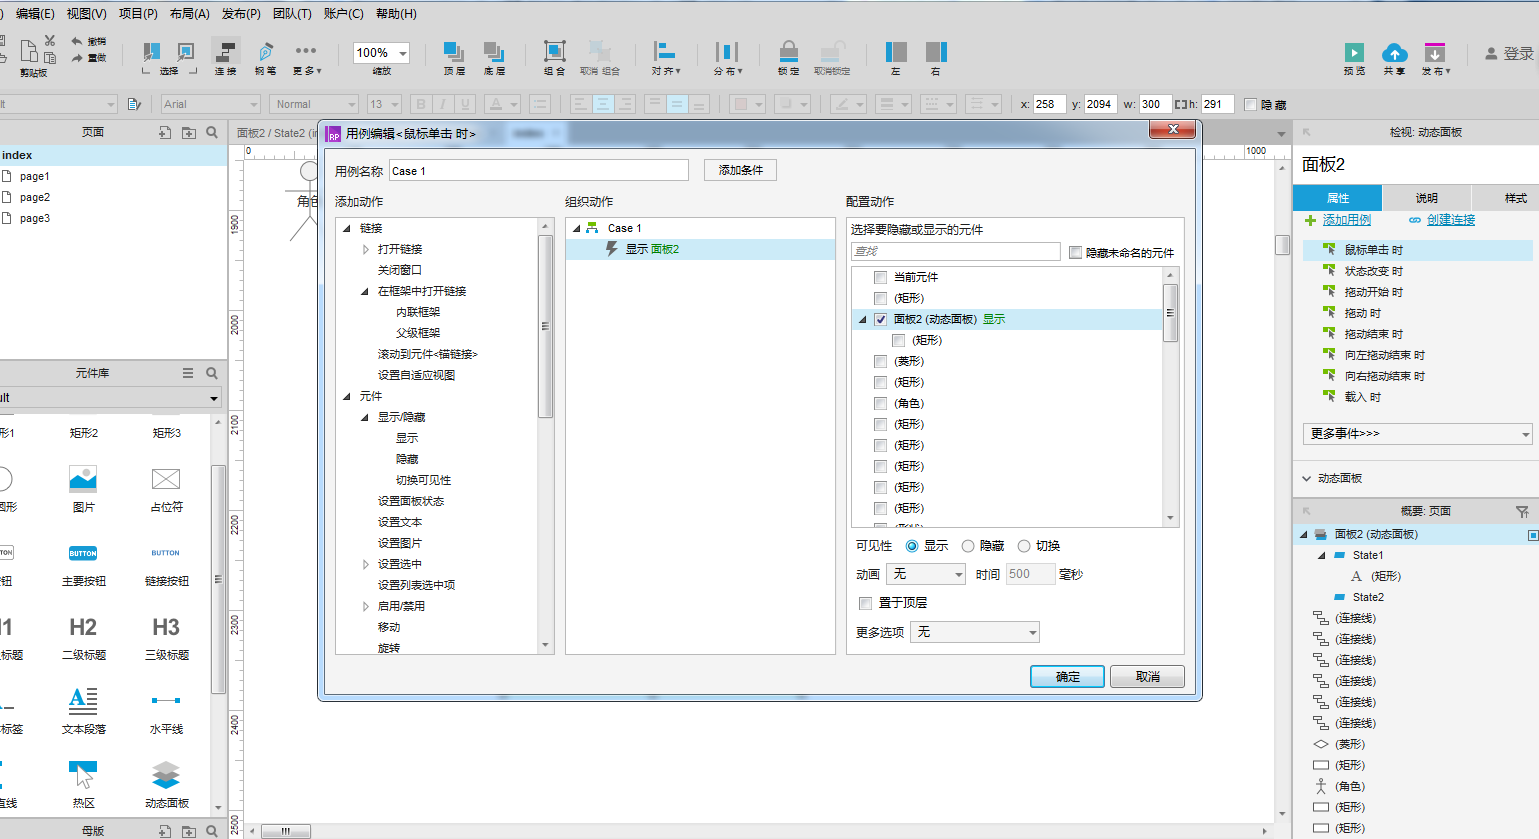 ) 编辑(E) 视图(V) 项目(P) 布局(A) 发布(P) 团队(T) 账户(C) 帮助(H)
剪贴板 撤销 重做 选择 连接 钢笔 更多▾ 100% 缩放 顶层 底层 组合 取消 组合 对齐▾ 分布▾ 锁定 取消锁定 左 右 预览 共享 发布▾ 登录
lt Arial Normal 13 B I U A x: 258 y: 2094 w: 300 h: 291 隐藏
页面
index
page1
page2
page3
元件库
ult
形1 矩形2 矩形3
圆形 图片 占位符
TON BUTTON BUTTON
按钮 主要按钮 链接按钮
H1 H2 H3
标题 二级标题 三级标题
标签 文本段落 水平线
直线 热区 动态面板
母版
面板2 / State2 (in
0 1000
1900
2000
2100
2200
2300
2400
2500
角色
RP 用例编辑<鼠标单击 时>
用例名称 Case 1 添加条件
添加动作 组织动作 配置动作
链接
打开链接
关闭窗口
在框架中打开链接
内联框架
父级框架
滚动到元件<锚链接>
设置自适应视图
元件
显示/隐藏
显示
隐藏
切换可见性
设置面板状态
设置文本
设置图片
设置选中
设置列表选中项
启用/禁用
移动
旋转
Case 1
显示 面板2
选择要隐藏或显示的元件
查找 隐藏未命名的元件
当前元件
(矩形)
面板2 (动态面板) 显示
(矩形)
(菱形)
(矩形)
(角色)
(矩形)
(矩形)
(矩形)
(矩形)
(矩形)
可见性 显示 隐藏 切换
动画 无 时间 500 毫秒
置于顶层
更多选项 无
确定 取消
检视: 动态面板
面板2
属性 说明 样式
添加用例 创建连接
鼠标单击 时
状态改变 时
拖动开始 时
拖动 时
拖动结束 时
向左拖动结束 时
向右拖动结束 时
载入 时
更多事件>>>
动态面板
概要: 页面
面板2 (动态面板)
State1
A (矩形)
State2
(连接线)
(连接线)
(连接线)
(连接线)
(连接线)
(连接线)
(菱形)
(矩形)
(角色)
(矩形)
(矩形)